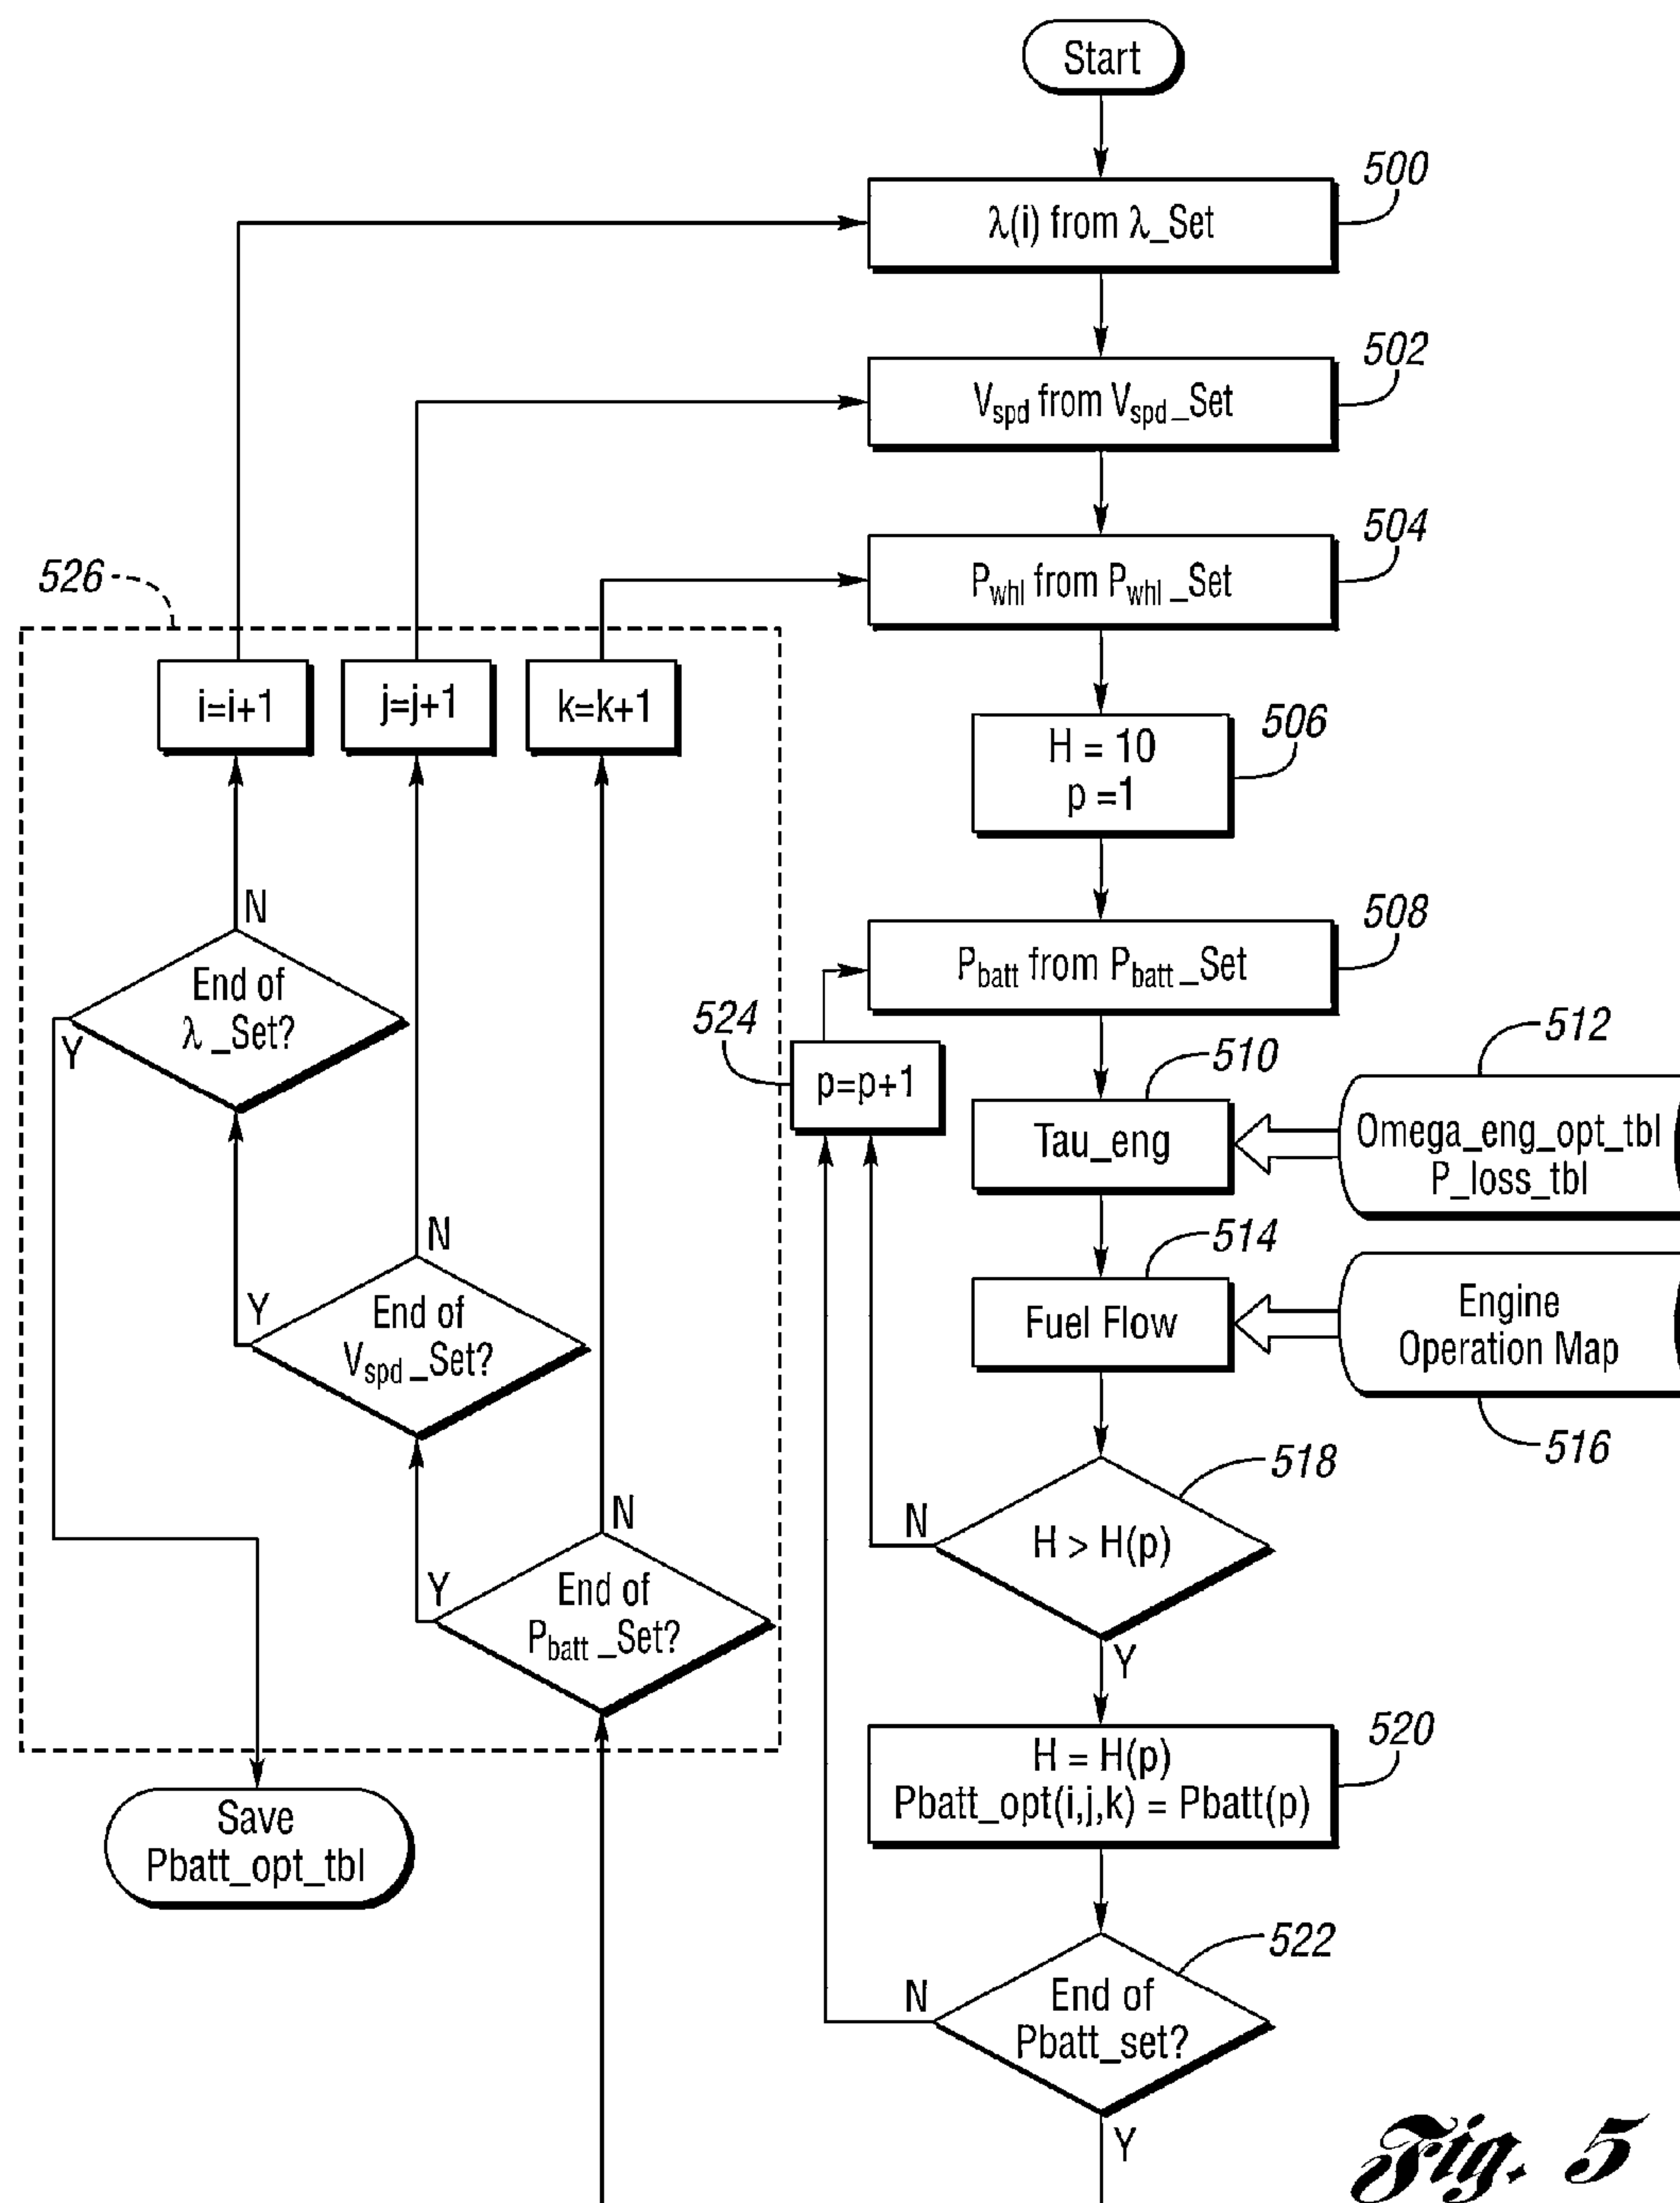 Start
500
λ(i) from λ_Set
502
Vspd from Vspd_Set
504
Pwhl from Pwhl_Set
526
i=i+1
j=j+1
k=k+1
506
H = 10
p =1
508
Pbatt from Pbatt_Set
N
End of
λ_Set?
Y
524
p=p+1
510
Tau_eng
512
Omega_eng_opt_tbl
P_loss_tbl
514
Fuel Flow
Engine
Operation Map
516
N
Y
End of
Vspd_Set?
518
N
H > H(p)
Y
N
Y
End of
Pbatt_Set?
520
H = H(p)
Pbatt_opt(i,j,k) = Pbatt(p)
Save
Pbatt_opt_tbl
522
N
End of
Pbatt_set?
Y
Fig. 5